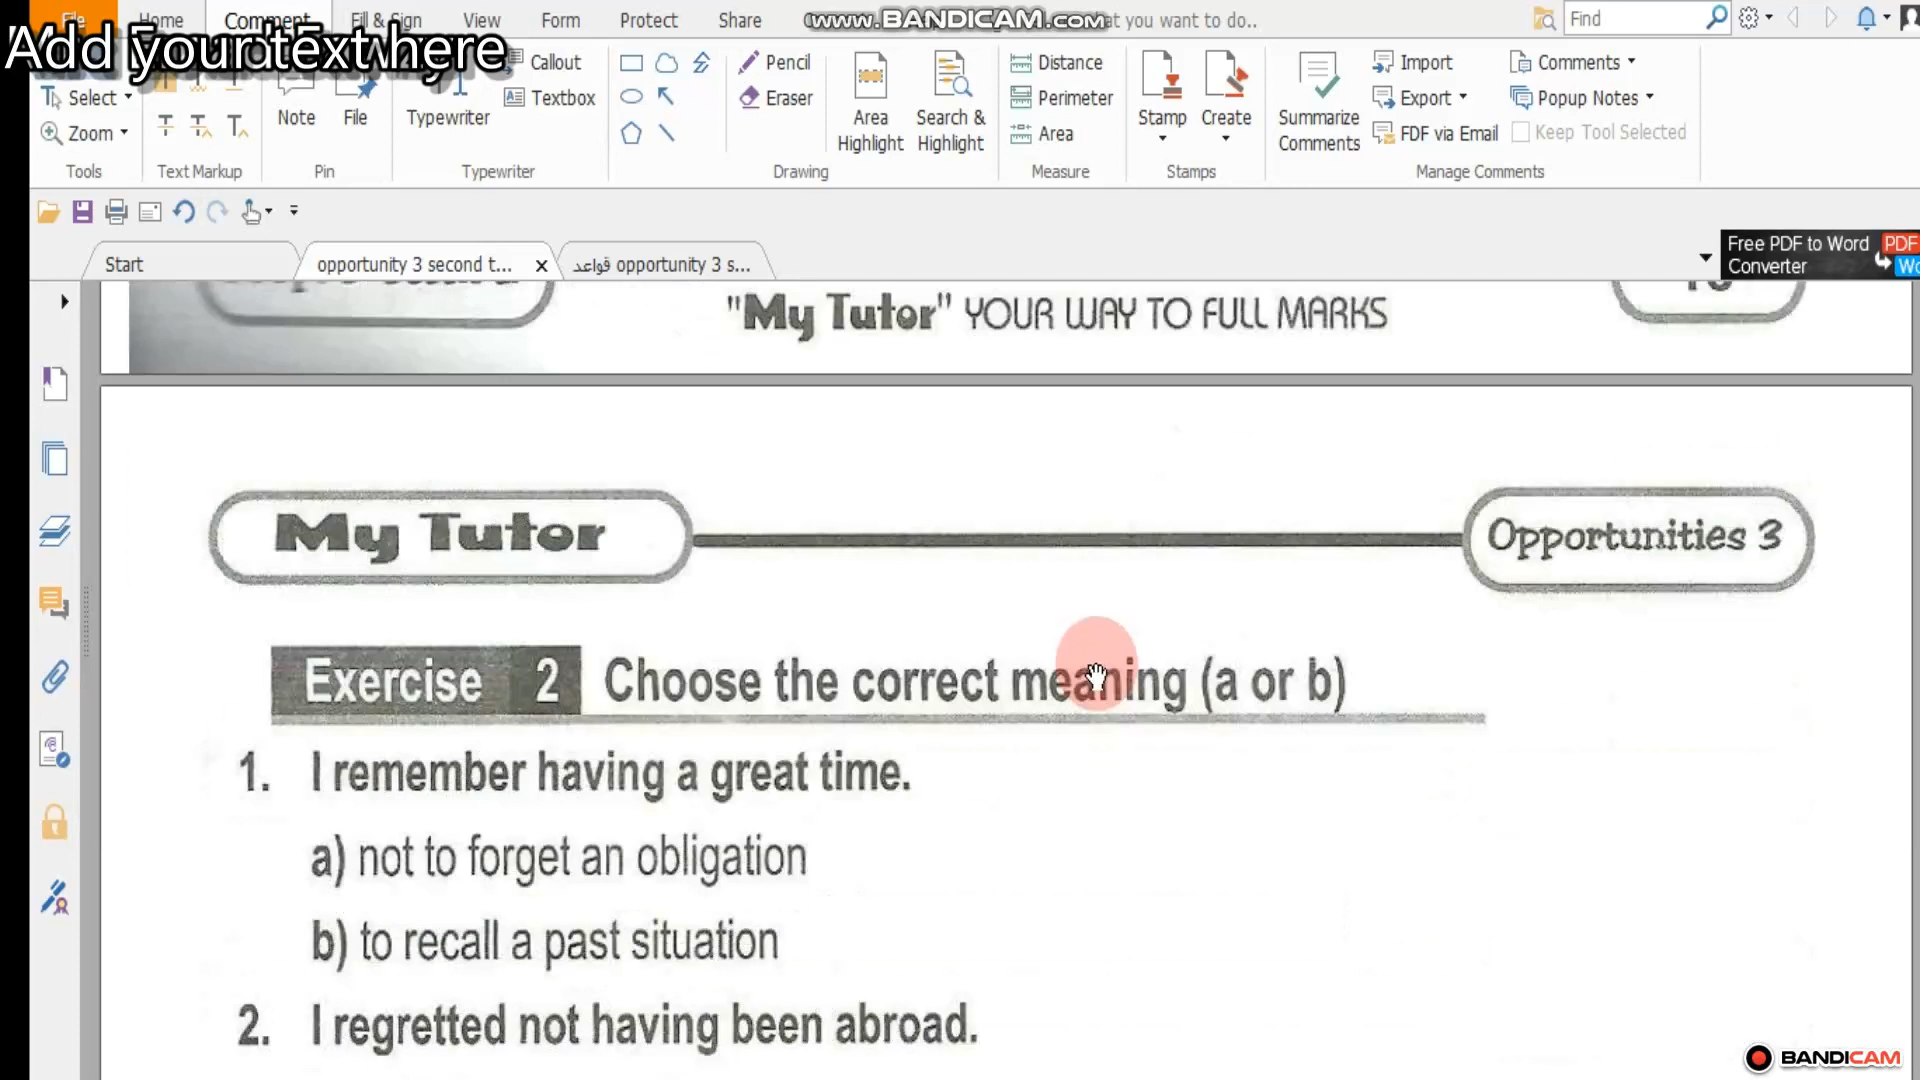 File Home Comment Fill & Sign View Form Protect Share www.BANDICAM.com at you want to do.. Find
Add your text here
Callout Pencil Distance Import Comments
Select Textbox Eraser Perimeter Export Popup Notes
Note File Typewriter Area Highlight Search & Highlight Stamp Create Summarize Comments
Zoom Area FDF via Email Keep Tool Selected
Tools Text Markup Pin Typewriter Drawing Measure Stamps Manage Comments
Free PDF to Word
Converter
PDF
Start opportunity 3 second t... x قواعد opportunity 3 s...
"My Tutor" YOUR WAY TO FULL MARKS
My Tutor Opportunities 3
Exercise 2 Choose the correct meaning (a or b)
1. I remember having a great time.
a) not to forget an obligation
b) to recall a past situation
2. I regretted not having been abroad.
BANDICAM